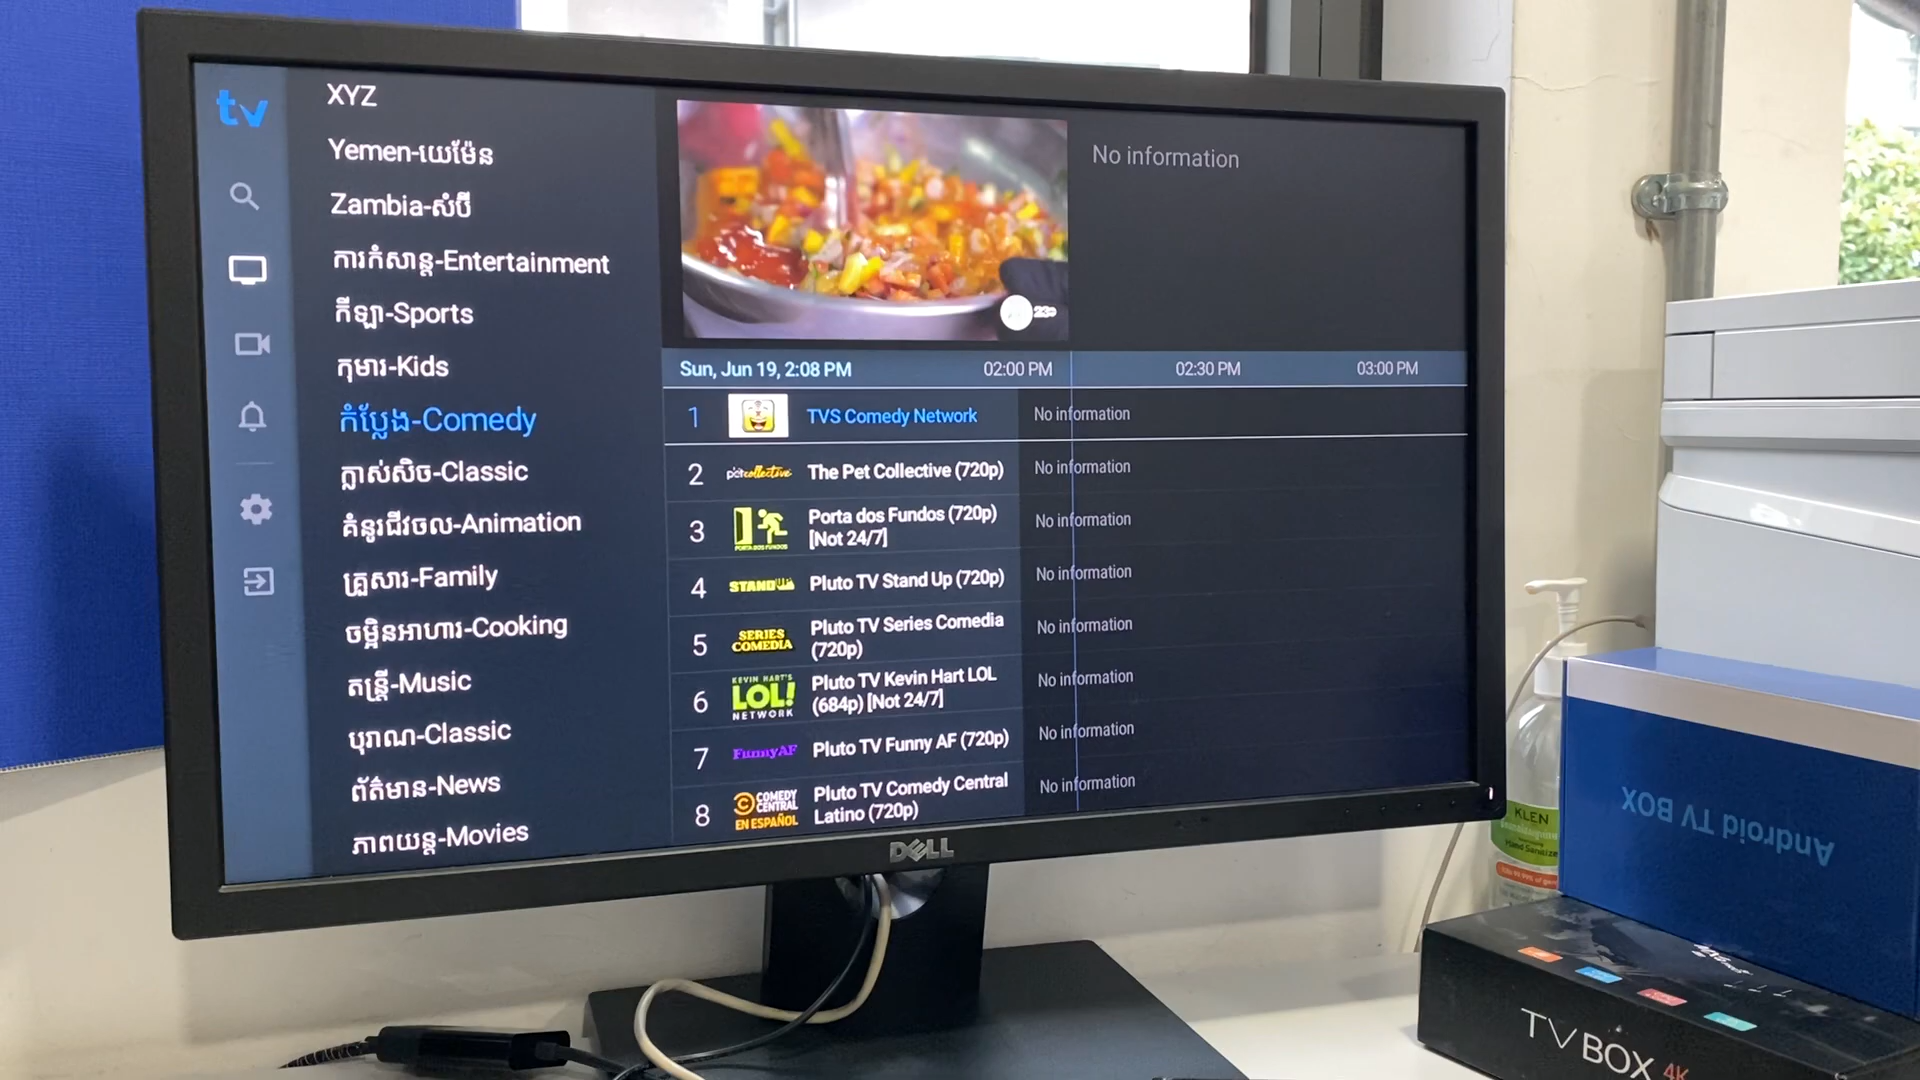 tv
XYZ
Yemen-យេម៉ែន
Zambia-សំប៊ី
ការកំសាន្ត-Entertainment
កីឡា-Sports
កុមារ-Kids
កំប្លែង-Comedy
ក្លាស់សិច-Classic
គំនូរជីវចល-Animation
គ្រួសារ-Family
ចម្អិនអាហារ-Cooking
តន្ត្រី-Music
បុរាណ-Classic
ព័ត៌មាន-News
ភាពយន្ត-Movies
No information
Sun, Jun 19, 2:08 PM 02:00 PM 02:30 PM 03:00 PM
1 TVS Comedy Network No information
2 petcollective The Pet Collective (720p) No information
3 PORTA DOS FUNDOS Porta dos Fundos (720p) [Not 24/7] No information
4 STANDUP Pluto TV Stand Up (720p) No information
5 SERIES COMEDIA Pluto TV Series Comedia (720p) No information
6 KEVIN HART'S LOL! NETWORK Pluto TV Kevin Hart LOL (684p) [Not 24/7] No information
7 FunnyAF Pluto TV Funny AF (720p) No information
8 COMEDY CENTRAL EN ESPAÑOL Pluto TV Comedy Central Latino (720p) No information
DELL
KLEN
Hand Sanitizer
Android TV BOX
TV BOX 4K